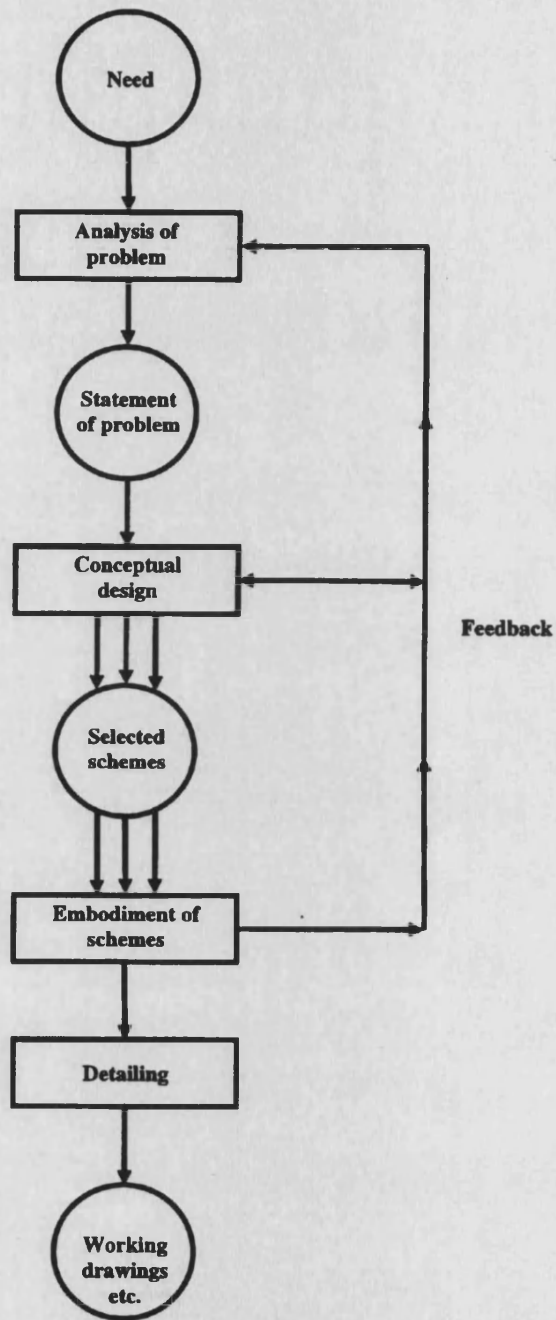 Need
Analysis of
problem
Statement
of problem
Conceptual
design
Feedback
Selected
schemes
Embodiment of
schemes
Detailing
Working
drawings
etc.